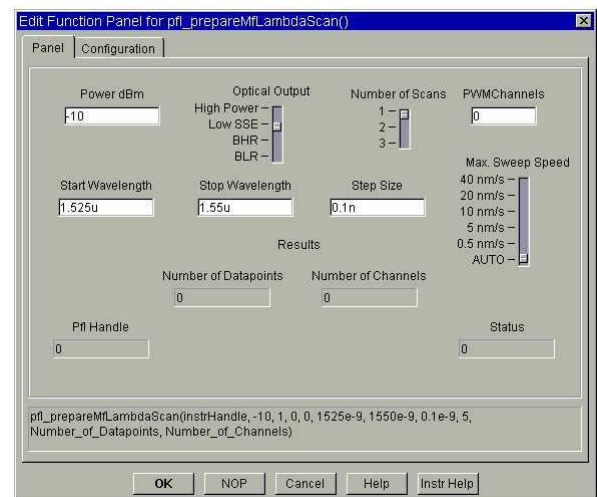 Edit Function Panel for pfl_prepareMfLambdaScan()
Panel Configuration
Power dBm
-10
Optical Output
High Power
Low SSE
BHR
BLR
Number of Scans
1
2
3
PWMChannels
0
Max. Sweep Speed
40 nm/s
20 nm/s
10 nm/s
5 nm/s
0.5 nm/s
AUTO
Start Wavelength
1.525u
Stop Wavelength
1.55u
Step Size
0.1n
Results
Number of Datapoints
0
Number of Channels
0
Pfl Handle
0
Status
0
pfl_prepareMfLambdaScan(instrHandle, -10, 1, 0, 0, 1525e-9, 1550e-9, 0.1e-9, 5,
Number_of_Datapoints, Number_of_Channels)
OK NOP Cancel Help Instr Help